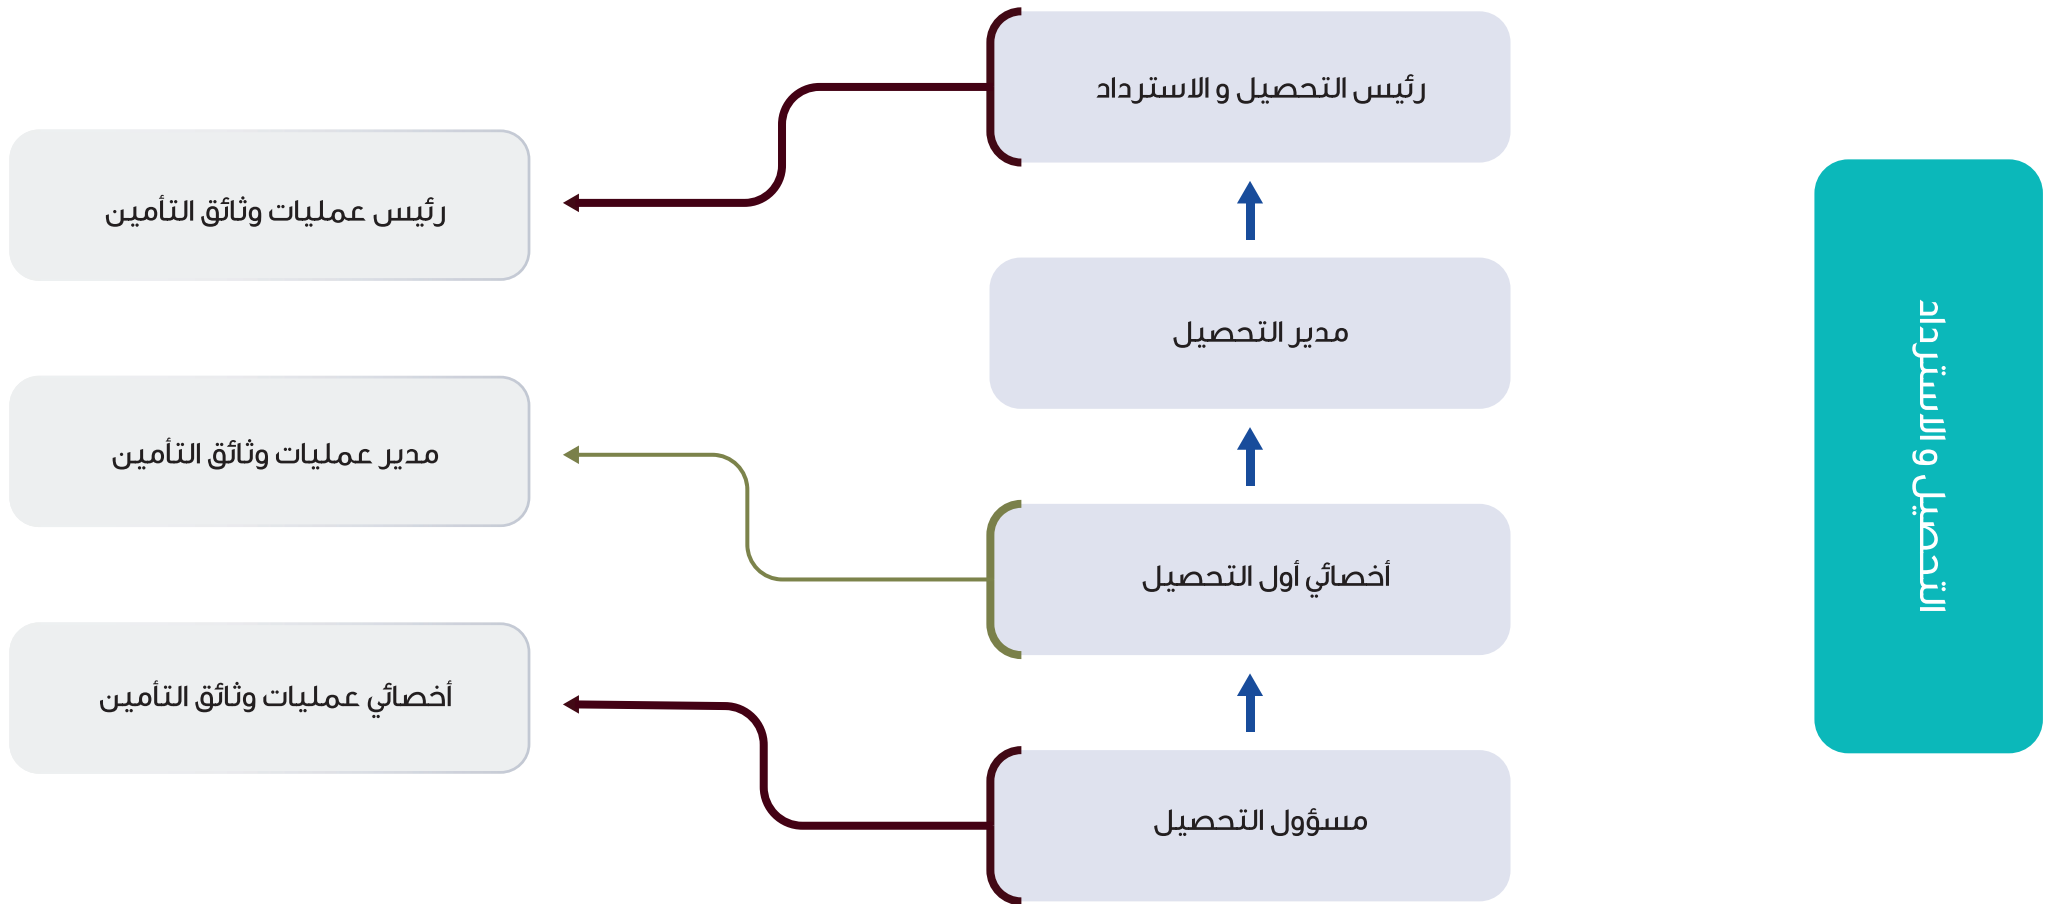 التحصيل و الاسترداد
رئيس التحصيل و الاسترداد
مدير التحصيل
أخصائي أول التحصيل
مسؤول التحصيل
رئيس عمليات وثائق التأمين
مدير عمليات وثائق التأمين
أخصائي عمليات وثائق التأمين